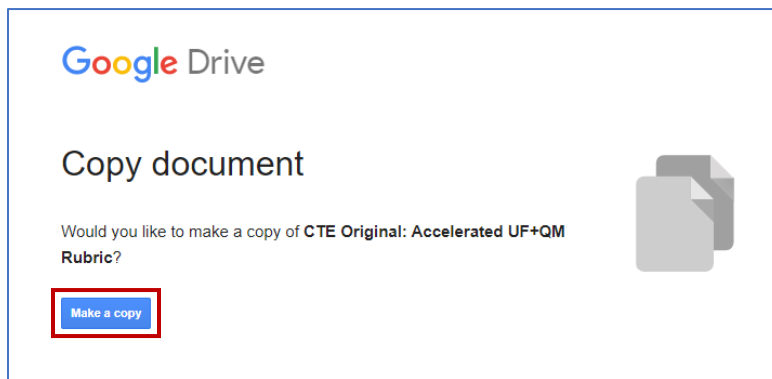 Google Drive
Copy document
Would you like to make a copy of CTE Original: Accelerated UF+QM
Rubric?
Make a copy